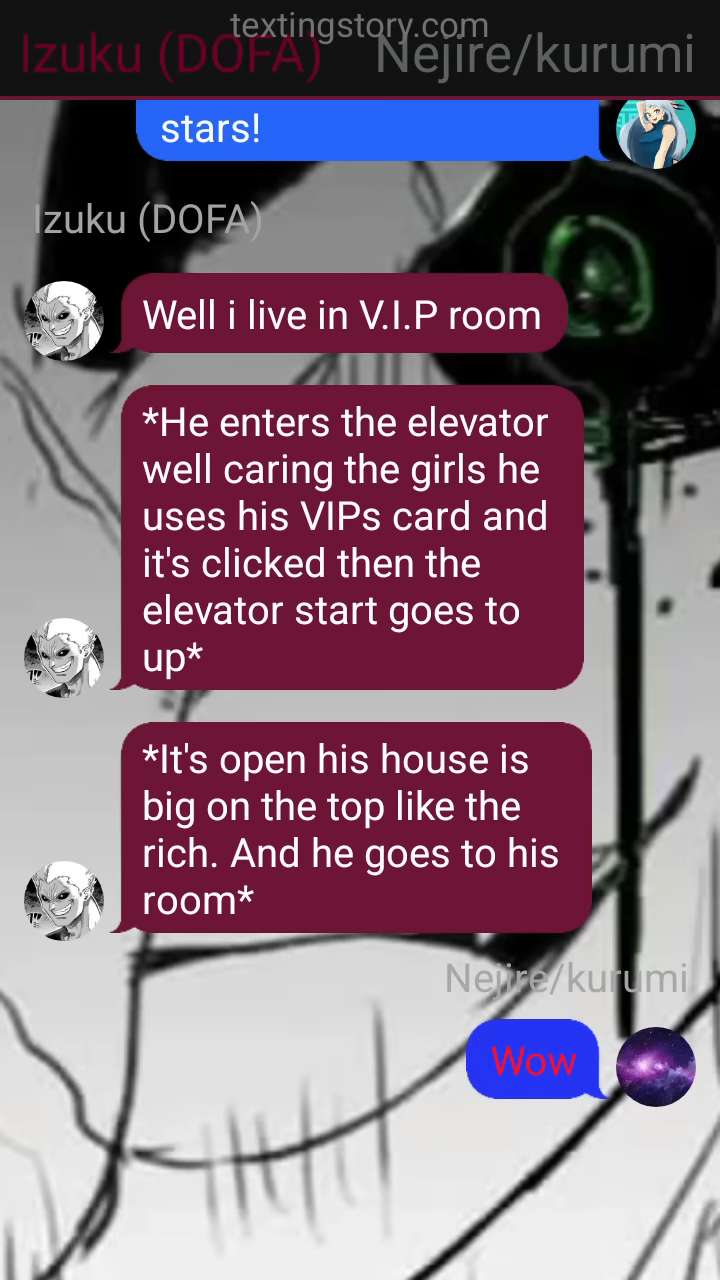 textingstory.com
Izuku (DOFA) Nejire/kurumi
stars!
Izuku (DOFA)
Well i live in V.I.P room
*He enters the elevator
well caring the girls he
uses his VIPs card and
it's clicked then the
elevator start goes to
up*
*It's open his house is
big on the top like the
rich. And he goes to his
room*
Nejire/kurumi
Wow